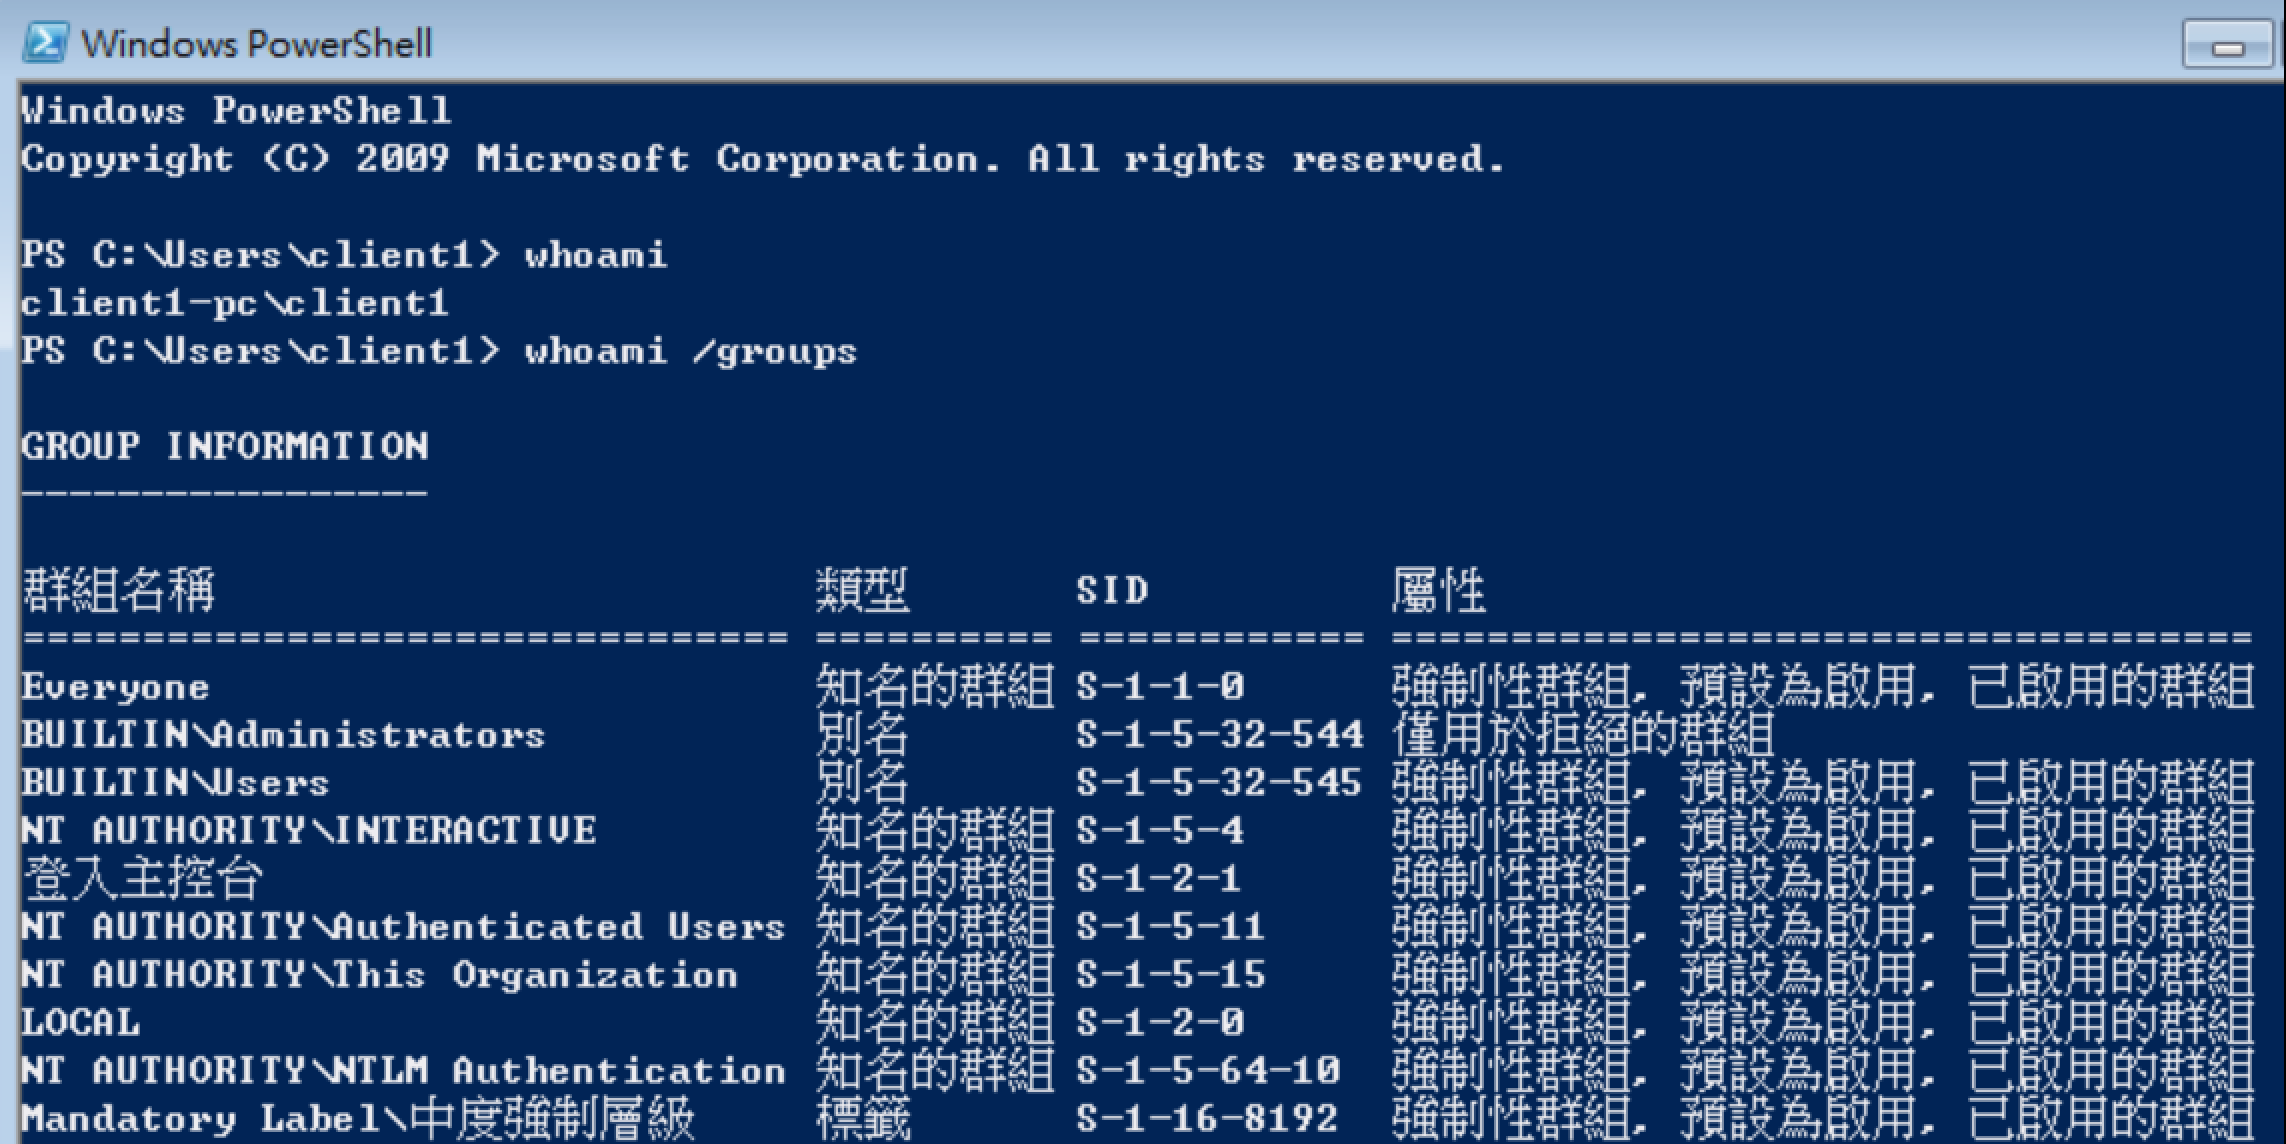 Windows PowerShell
Windows PowerShell
Copyright (C) 2009 Microsoft Corporation. All rights reserved.
PS C:\Users\client1> whoami
client1-pc\client1
PS C:\Users\client1> whoami /groups
GROUP INFORMATION
-----------------
群組名稱 類型 SID 屬性
================================ ========== ============ ====================================
Everyone 知名的群組 S-1-1-0 強制性群組, 預設為啟用, 已啟用的群組
BUILTIN\Administrators 別名 S-1-5-32-544 僅用於拒絕的群組
BUILTIN\Users 別名 S-1-5-32-545 強制性群組, 預設為啟用, 已啟用的群組
NT AUTHORITY\INTERACTIVE 知名的群組 S-1-5-4 強制性群組, 預設為啟用, 已啟用的群組
登入主控台 知名的群組 S-1-2-1 強制性群組, 預設為啟用, 已啟用的群組
NT AUTHORITY\Authenticated Users 知名的群組 S-1-5-11 強制性群組, 預設為啟用, 已啟用的群組
NT AUTHORITY\This Organization 知名的群組 S-1-5-15 強制性群組, 預設為啟用, 已啟用的群組
LOCAL 知名的群組 S-1-2-0 強制性群組, 預設為啟用, 已啟用的群組
NT AUTHORITY\NTLM Authentication 知名的群組 S-1-5-64-10 強制性群組, 預設為啟用, 已啟用的群組
Mandatory Label\中度強制層級 標籤 S-1-16-8192 強制性群組, 預設為啟用, 已啟用的群組